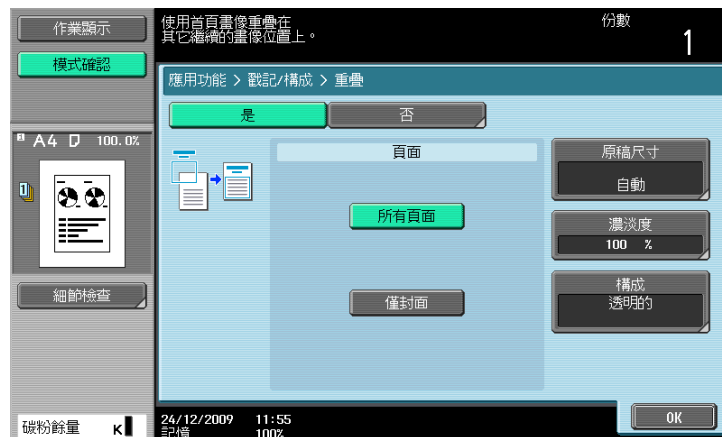 作業顯示
模式確認
使用首頁畫像重疊在
其它繼續的畫像位置上。
份數
1
應用功能 > 戳記/構成 > 重疊
是
否
A4 100.0%
1
頁面
所有頁面
僅封面
原稿尺寸
自動
濃淡度
100 %
構成
透明的
細節檢查
碳粉餘量 K
24/12/2009 11:55
記憶 100%
OK